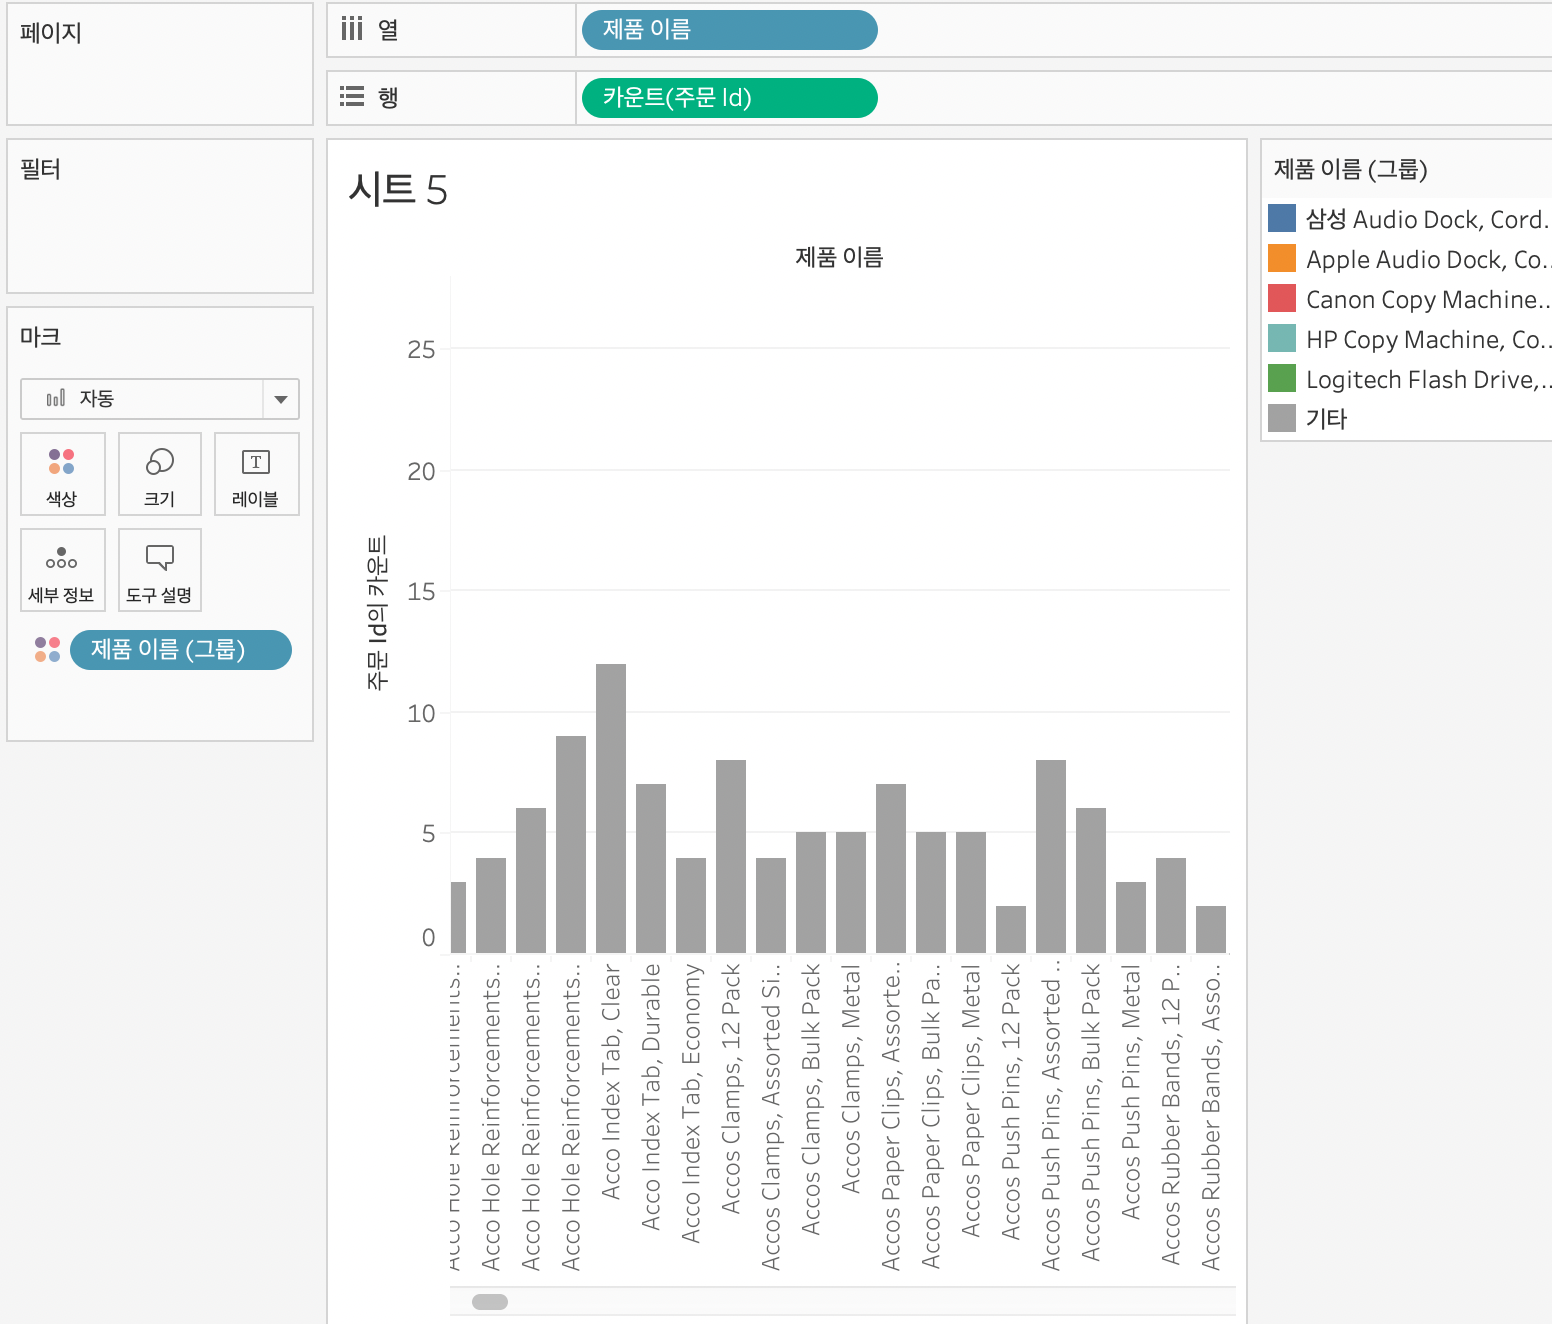 페이지
열
제품 이름
행
카운트(주문 Id)
필터
마크
자동
색상
크기
레이블
세부 정보
도구 설명
제품 이름 (그룹)
시트 5
제품 이름
주문 Id의 카운트
25
20
15
10
5
0
Acco Hole Reinforcements..
Acco Hole Reinforcements..
Acco Hole Reinforcements..
Acco Hole Reinforcements..
Acco Index Tab, Clear
Acco Index Tab, Durable
Acco Index Tab, Economy
Accos Clamps, 12 Pack
Accos Clamps, Assorted Si..
Accos Clamps, Bulk Pack
Accos Clamps, Metal
Accos Paper Clips, Assorte..
Accos Paper Clips, Bulk Pa..
Accos Paper Clips, Metal
Accos Push Pins, 12 Pack
Accos Push Pins, Assorted ..
Accos Push Pins, Bulk Pack
Accos Push Pins, Metal
Accos Rubber Bands, 12 P..
Accos Rubber Bands, Asso..
제품 이름 (그룹)
삼성 Audio Dock, Cord.
Apple Audio Dock, Co..
Canon Copy Machine..
HP Copy Machine, Co..
Logitech Flash Drive,..
기타